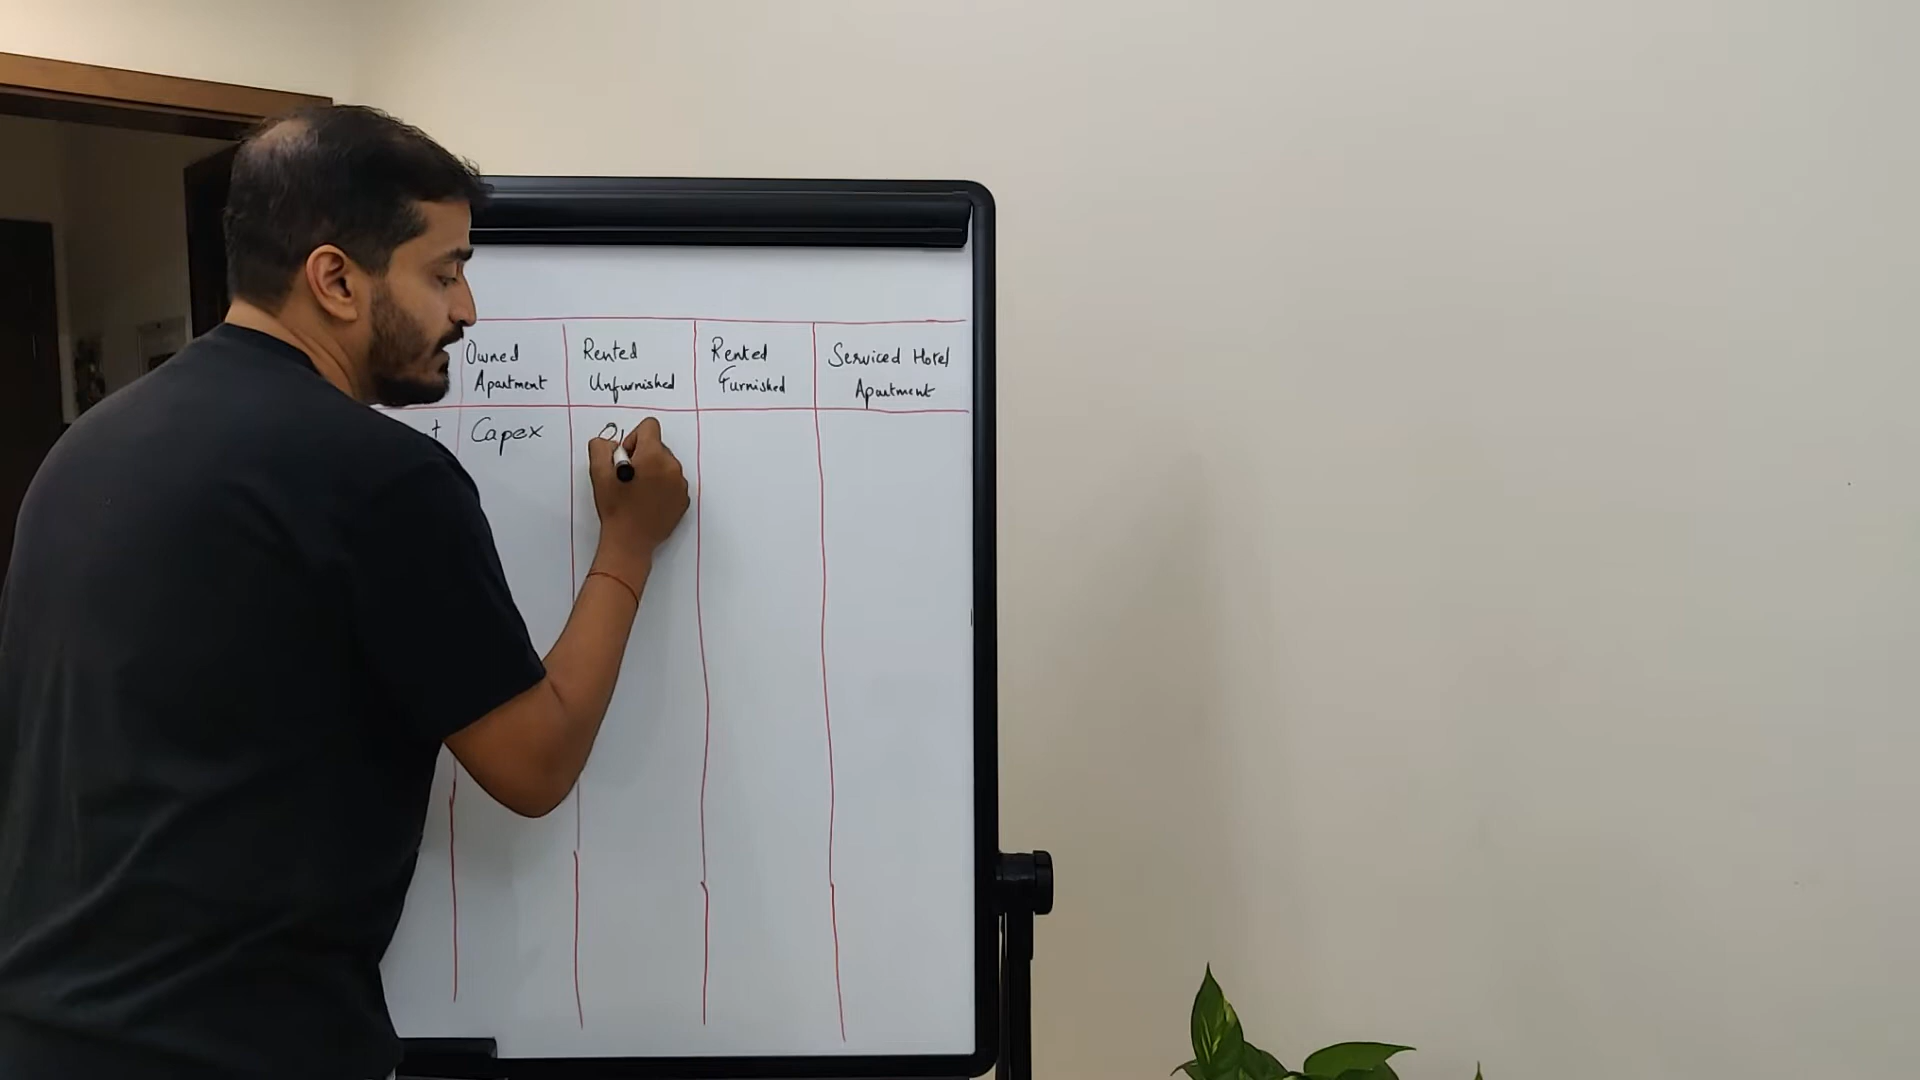 Owned
Apartment
Rented
Unfurnished
Rented
Furnished
Serviced Hotel
Apartment
Capex